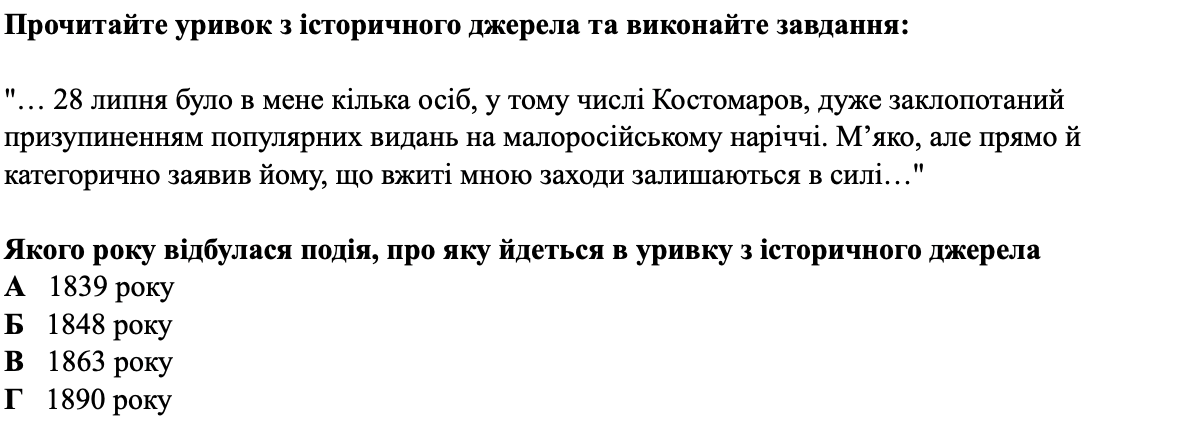 Прочитайте уривок з історичного джерела та виконайте завдання:
"… 28 липня було в мене кілька осіб, у тому числі Костомаров, дуже заклопотаний
призупиненням популярних видань на малоросійському наріччі. М’яко, але прямо й
категорично заявив йому, що вжиті мною заходи залишаються в силі…"
Якого року відбулася подія, про яку йдеться в уривку з історичного джерела
А 1839 року
Б 1848 року
В 1863 року
Г 1890 року